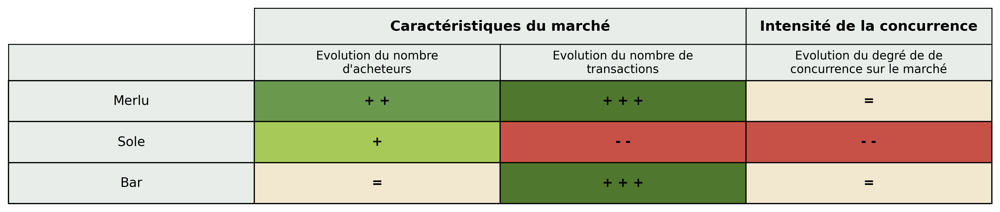 Caractéristiques du marché
Intensité de la concurrence
Evolution du nombre
d'acheteurs
Evolution du nombre de
transactions
Evolution du degré de de
concurrence sur le marché
Merlu
+ +
+ + +
=
Sole
+
- -
- -
Bar
=
+ + +
=